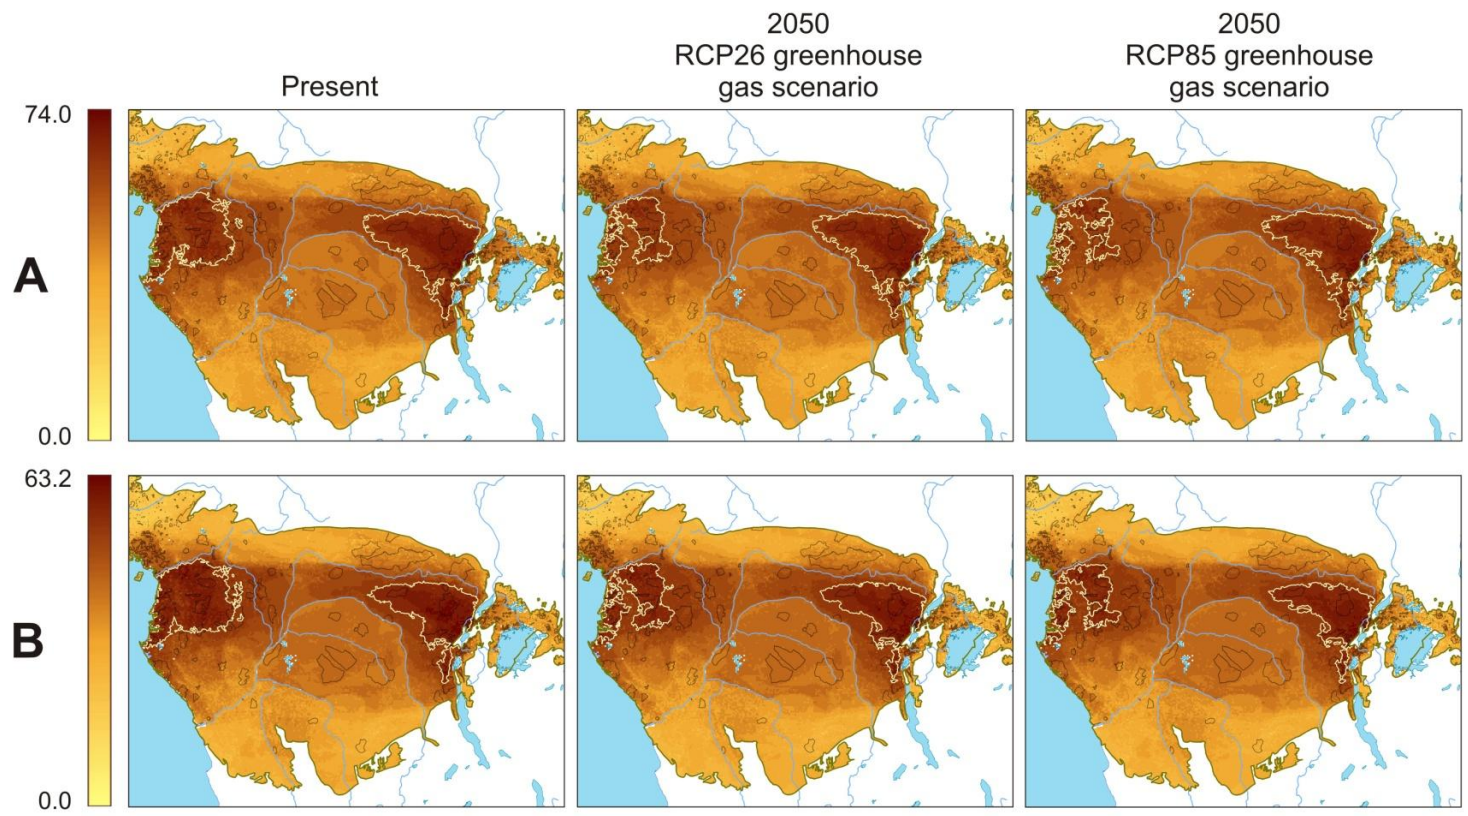 2050
RCP26 greenhouse
gas scenario
2050
RCP85 greenhouse
gas scenario
Present
74.0
A
0.0
63.2
B
0.0